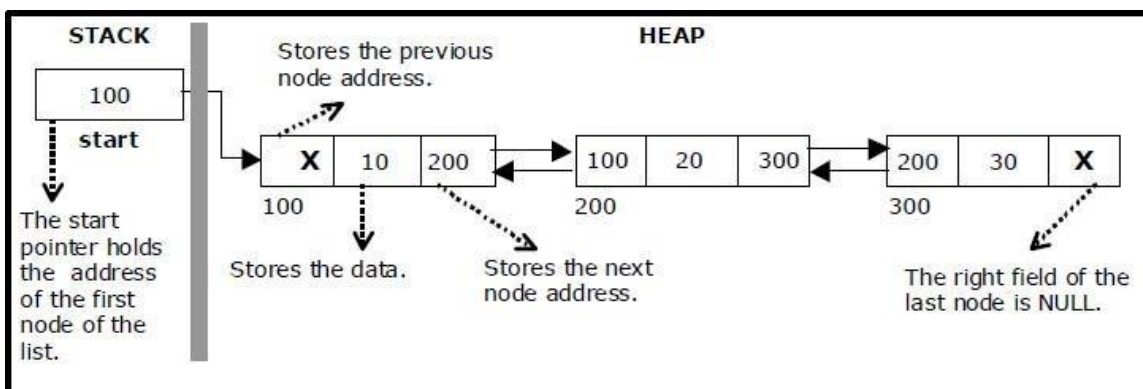 STACK
HEAP
Stores the previous
node address.
100
start
X 10 200
100 20 300
200 30 X
100
200
300
The start
pointer holds
the address
of the first
node of the
list.
Stores the data.
Stores the next
node address.
The right field of the
last node is NULL.